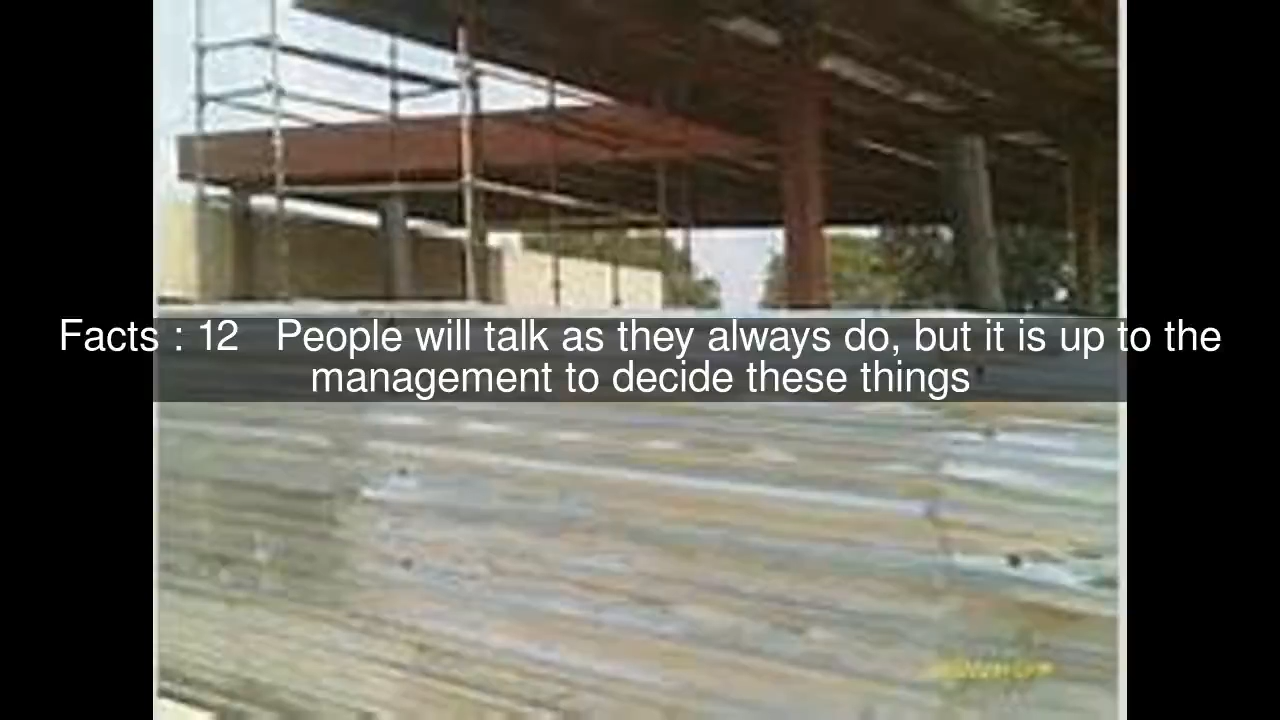 Facts : 12   People will talk as they always do, but it is up to the
management to decide these things